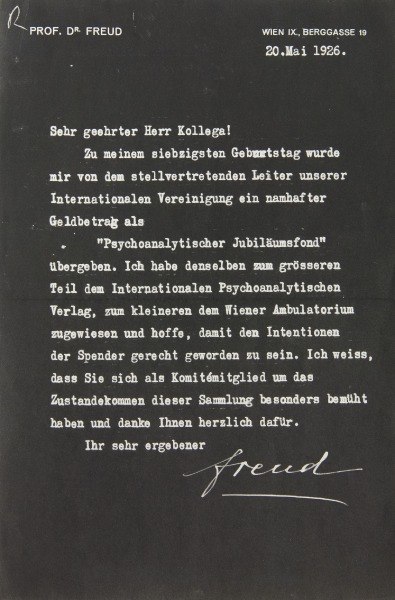 R
PROF. DR FREUD
WIEN IX., BERGGASSE 19
20.Mai 1926.
Sehr geehrter Herr Kollega!
Zu meinem siebzigsten Geburtstag wurde
mir von dem stellvertretenden Leiter unserer
Internationalen Vereinigung ein namhafter
Geldbetrag als
"Psychoanalytischer Jubiläumsfond"
übergeben. Ich habe denselben zum grösseren
Teil dem Internationalen Psychoanalytischen
Verlag, zum kleineren dem Wiener Ambulatorium
zugewiesen und hoffe, damit den Intentionen
der Spender gerecht geworden zu sein. Ich weiss,
dass Sie sich als Komitémitglied um das
Zustandekommen dieser Sammlung besonders bemüht
haben und danke Ihnen herzlich dafür.
Ihr sehr ergebener
Freud